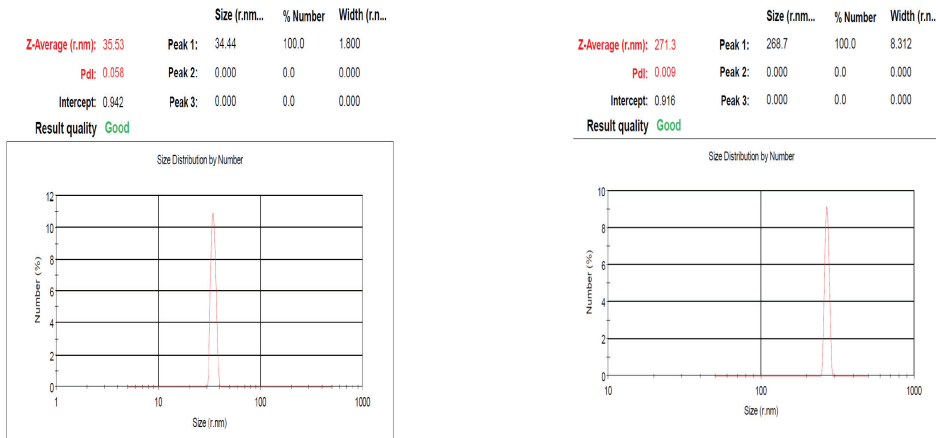 Size (r.nm... % Number Width (r.n...
Z-Average (r.nm): 35.53 Peak 1: 34.44 100.0 1.800
PdI: 0.058 Peak 2: 0.000 0.0 0.000
Intercept: 0.942 Peak 3: 0.000 0.0 0.000
Result quality Good
Size Distribution by Number
Number (%)
12
10
8
6
4
2
0
1 10 100 1000
Size (r.nm)
Size (r.nm... % Number Width (r.n...
Z-Average (r.nm): 271.3 Peak 1: 268.7 100.0 8.312
PdI: 0.009 Peak 2: 0.000 0.0 0.000
Intercept: 0.916 Peak 3: 0.000 0.0 0.000
Result quality Good
Size Distribution by Number
Number (%)
10
8
6
4
2
0
10 100 1000
Size (r.nm)